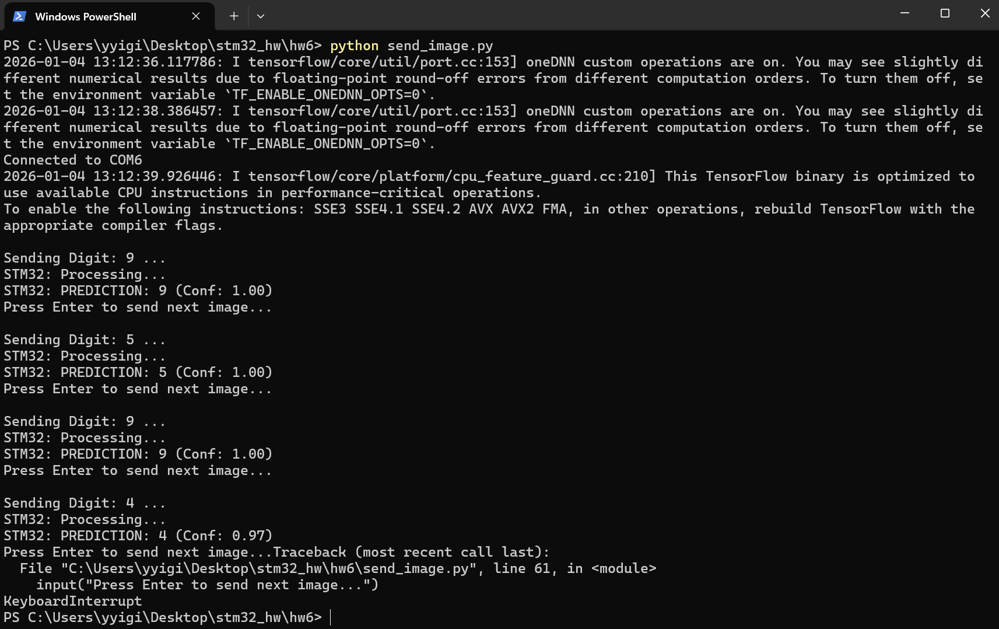 Windows PowerShell
PS C:\Users\yyigi\Desktop\stm32_hw\hw6> python send_image.py
2026-01-04 13:12:36.117786: I tensorflow/core/util/port.cc:153] oneDNN custom operations are on. You may see slightly di
fferent numerical results due to floating-point round-off errors from different computation orders. To turn them off, se
t the environment variable `TF_ENABLE_ONEDNN_OPTS=0`.
2026-01-04 13:12:38.386457: I tensorflow/core/util/port.cc:153] oneDNN custom operations are on. You may see slightly di
fferent numerical results due to floating-point round-off errors from different computation orders. To turn them off, se
t the environment variable `TF_ENABLE_ONEDNN_OPTS=0`.
Connected to COM6
2026-01-04 13:12:39.926446: I tensorflow/core/platform/cpu_feature_guard.cc:210] This TensorFlow binary is optimized to
use available CPU instructions in performance-critical operations.
To enable the following instructions: SSE3 SSE4.1 SSE4.2 AVX AVX2 FMA, in other operations, rebuild TensorFlow with the
appropriate compiler flags.

Sending Digit: 9 ...
STM32: Processing...
STM32: PREDICTION: 9 (Conf: 1.00)
Press Enter to send next image...

Sending Digit: 5 ...
STM32: Processing...
STM32: PREDICTION: 5 (Conf: 1.00)
Press Enter to send next image...

Sending Digit: 9 ...
STM32: Processing...
STM32: PREDICTION: 9 (Conf: 1.00)
Press Enter to send next image...

Sending Digit: 4 ...
STM32: Processing...
STM32: PREDICTION: 4 (Conf: 0.97)
Press Enter to send next image...Traceback (most recent call last):
  File "C:\Users\yyigi\Desktop\stm32_hw\hw6\send_image.py", line 61, in <module>
    input("Press Enter to send next image...")
KeyboardInterrupt
PS C:\Users\yyigi\Desktop\stm32_hw\hw6>